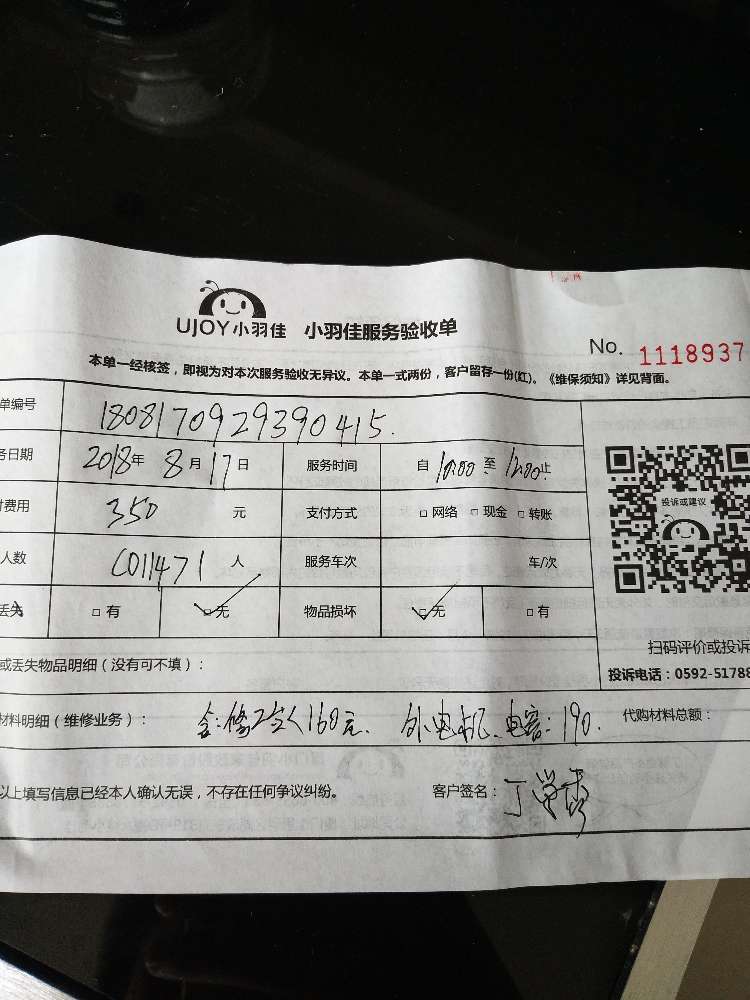 UJOY小羽佳 小羽佳服务验收单
No. 1118937
本单一经核签，即视为对本次服务验收无异议。本单一式两份，客户留存一份(红)。《维保须知》详见背面。
单编号 1808170929390415.
务日期 2018年 8月17日 服务时间 自 10:00 至 12:00止
付费用 350 元 支付方式 □ 网络 □ 现金 □ 转账
人数 C011471 人 服务车次 车/次
丢失 □ 有 □ 无 物品损坏 □ 无 □ 有
投诉或建议
扫码评价或投诉
或丢失物品明细（没有可不填）：
投诉电话：0592-51788
材料明细（维修业务）： 160元、外电机、电容：190. 代购材料总额：
以上填写信息已经本人确认无误，不存在任何争议纠纷。 客户签名：丁